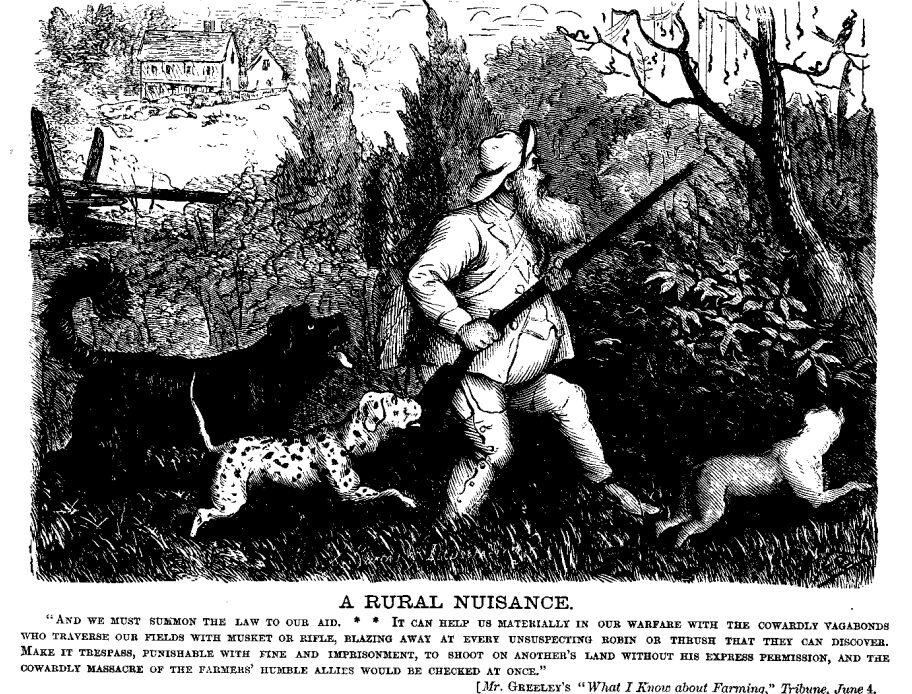 A RURAL NUISANCE.
"AND WE MUST SUMMON THE LAW TO OUR AID. * * IT CAN HELP US MATERIALLY IN OUR WARFARE WITH THE COWARDLY VAGABONDS
WHO TRAVERSE OUR FIELDS WITH MUSKET OR RIFLE, BLAZING AWAY AT EVERY UNSUSPECTING ROBIN OR THRUSH THAT THEY CAN DISCOVER.
MAKE IT TRESPASS, PUNISHABLE WITH FINE AND IMPRISONMENT, TO SHOOT ON ANOTHER'S LAND WITHOUT HIS EXPRESS PERMISSION, AND THE
COWARDLY MASSACRE OF THE FARMERS' HUMBLE ALLIES WOULD BE CHECKED AT ONCE."
[Mr. GREELEY'S "What I Know about Farming," Tribune, June 4.